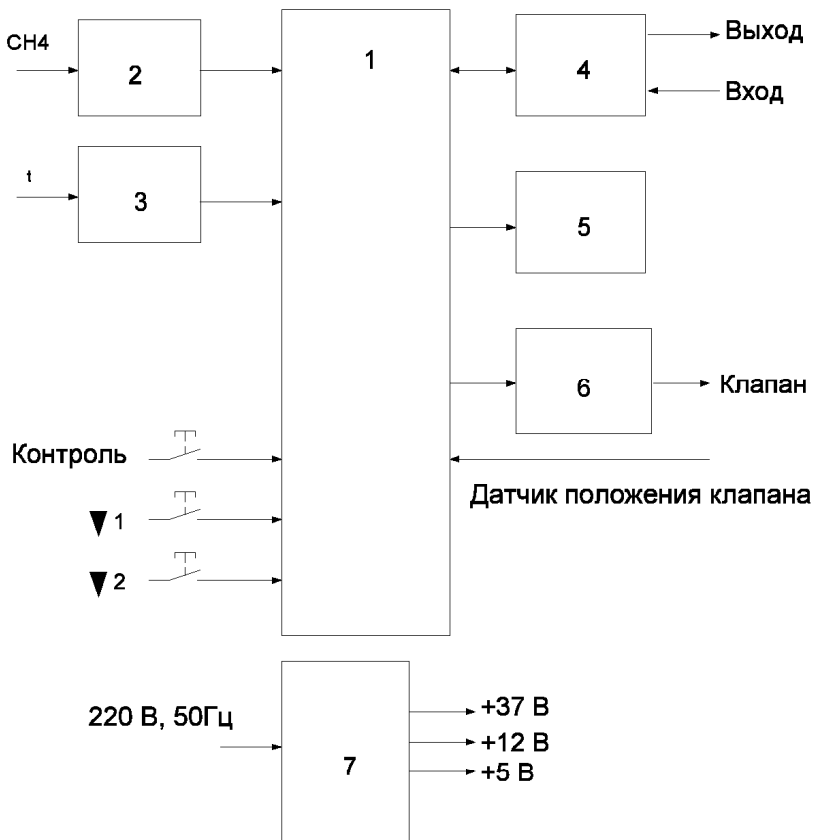 CH4
2
1
4
Выход
Вход
t
3
5
6
Клапан
Контроль
Датчик положения клапана
1
2
220 В, 50Гц
7
+37 В
+12 В
+5 В